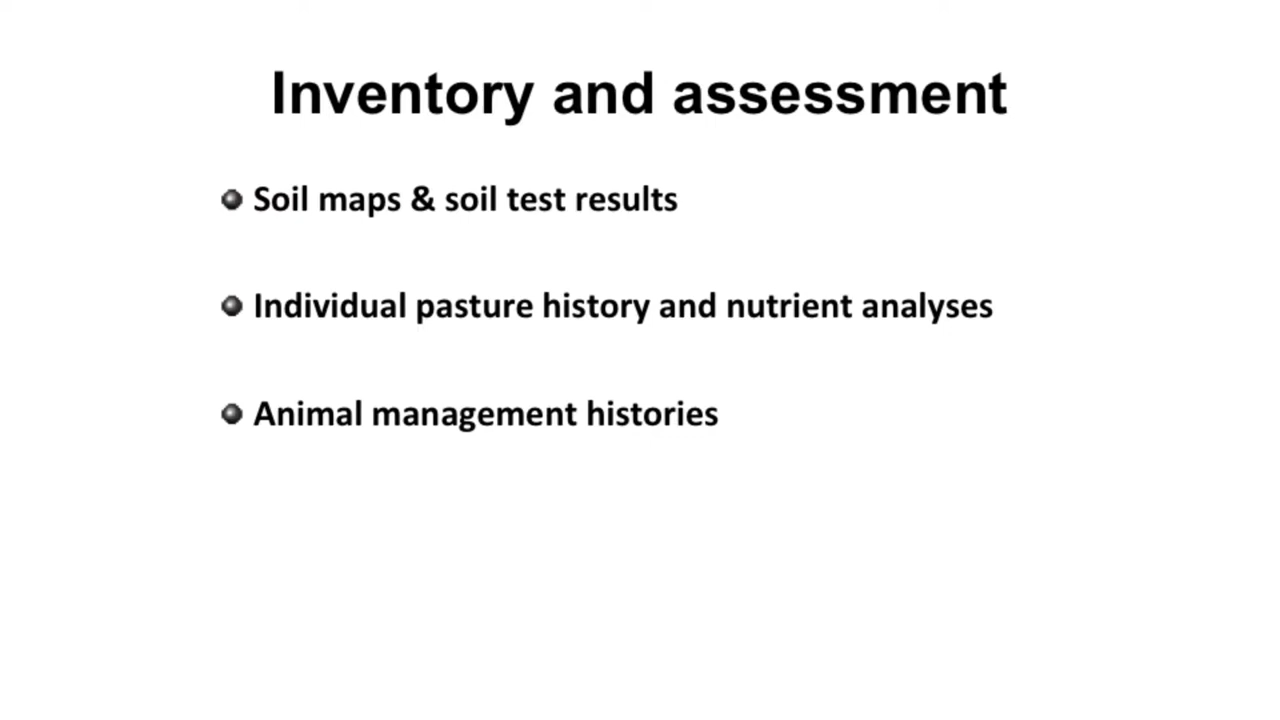 Inventory and assessment
Soil maps & soil test results
Individual pasture history and nutrient analyses
Animal management histories